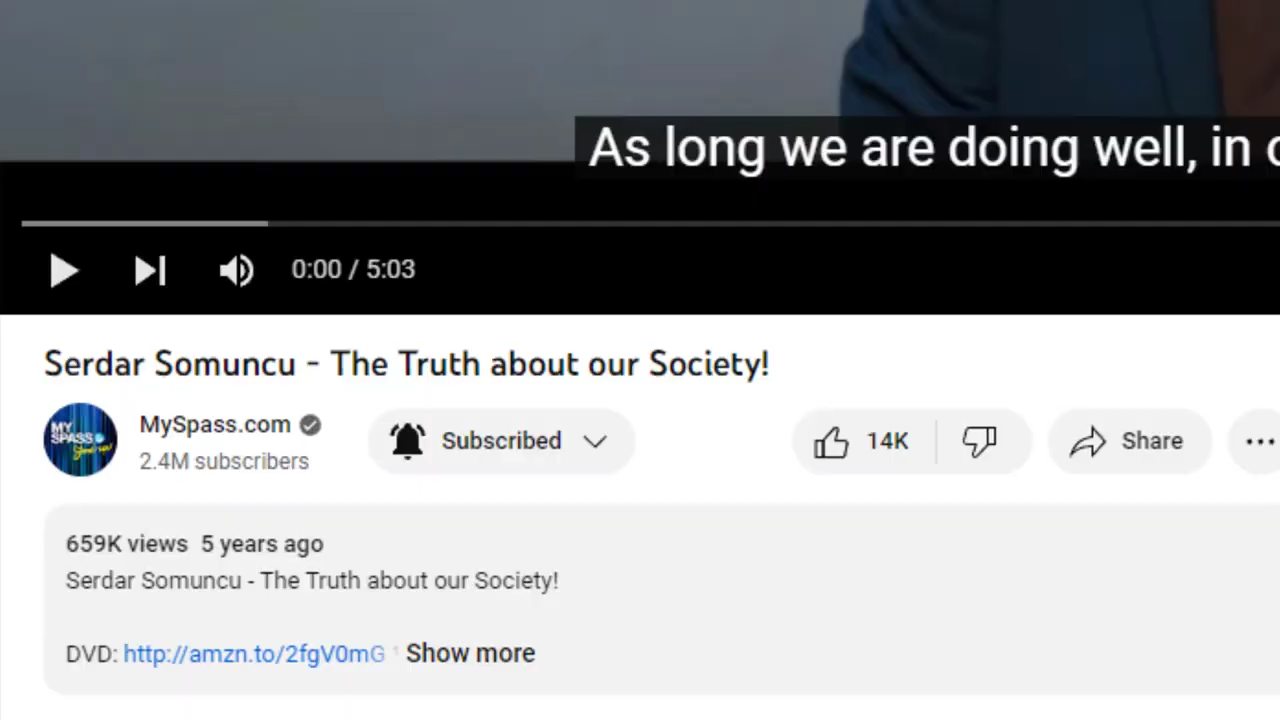 As long we are doing well, in
0:00 / 5:03
Serdar Somuncu - The Truth about our Society!
MY SPASS
MySpass.com
2.4M subscribers
Subscribed
14K
Share
659K views 5 years ago
Serdar Somuncu - The Truth about our Society!
DVD: http://amzn.to/2fgV0mG Show more